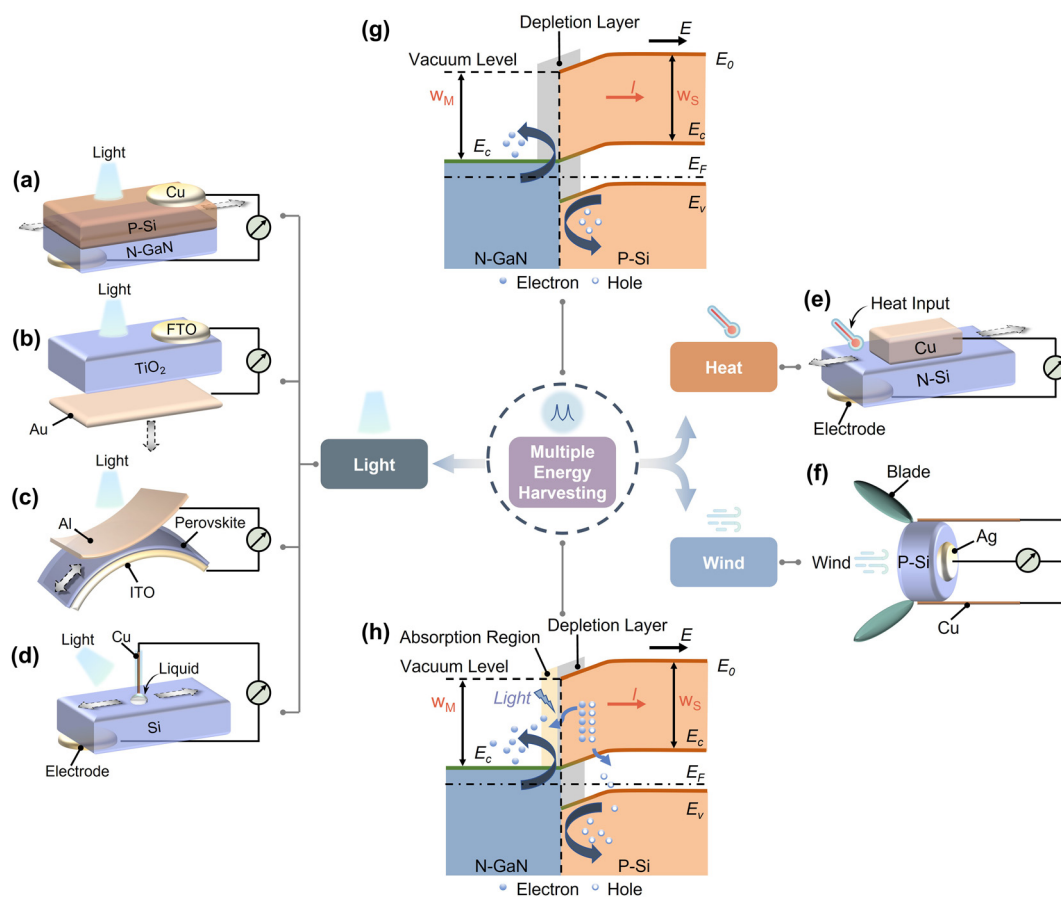 (g)
Depletion Layer
E
Vacuum Level
E0
WM
I
WS
Ec
Ec
EF
Ev
N-GaN
P-Si
Electron
Hole
(a)
Light
Cu
P-Si
N-GaN
(b)
Light
FTO
TiO2
Au
(c)
Light
Al
Perovskite
ITO
(d)
Light
Cu
Liquid
Si
Electrode
Light
Multiple
Energy
Harvesting
Heat
Wind
(e)
Heat Input
Cu
N-Si
Electrode
(f)
Blade
Ag
Wind
P-Si
Cu
(h)
Depletion Layer
Absorption Region
E
Vacuum Level
E0
Light
WM
I
WS
Ec
Ec
EF
Ev
N-GaN
P-Si
Electron
Hole